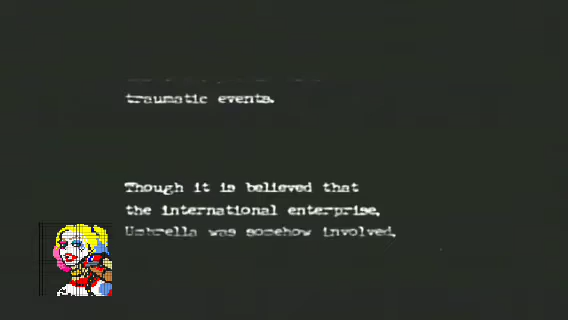 traumatic events.
Though it is believed that
the international enterprise,
Umbrella was somehow involved,